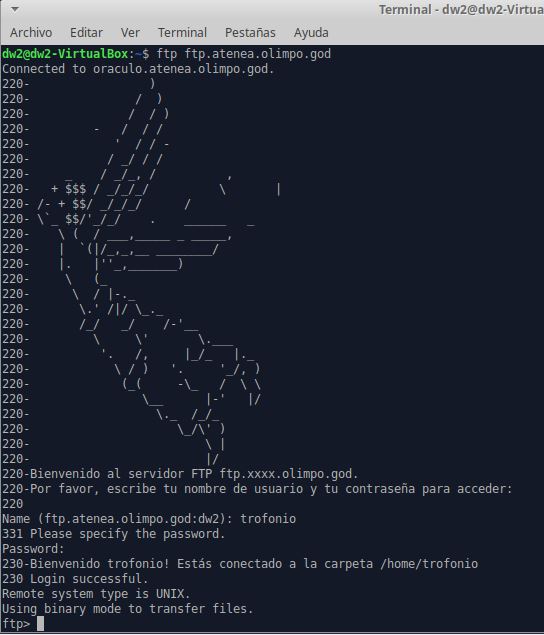 Terminal - dw2@dw2-Virtua
Archivo Editar Ver Terminal Pestañas Ayuda
dw2@dw2-VirtualBox:~$ ftp ftp.atenea.olimpo.god
Connected to oraculo.atenea.olimpo.god.
220-                 )
220-               /  )
220-              /  / )
220-         -   /  / /
220-            '  / / -
220-           / _/ / /
220-     _    / _/_, /          ,
220-   + $$$ / _/_/_/          \       |
220- /- + $$/ _/_/_/      /
220- \`_ $$/'_/_/    .    ______   _
220-    \ (  / ___,_____ _ _____,
220-    |  `(|/_,_,__ ________/
220-    |.   |''_,_______)
220-     \   (_
220-      \  / |-._
220-       \.' /|/ \_._
220-       /_/   _/    /-'__
220-         \     \'       \.___
220-          '.   /,     |_/_   |._
220-            \ / )   '.     '_/, )
220-             (_(     -\_   /  \ \
220-                \__      |-'   |/
220-                  \._  /_/_
220-                     \_/\' )
220-                         \ |
220-                         |/
220-Bienvenido al servidor FTP ftp.xxxx.olimpo.god.
220-Por favor, escribe tu nombre de usuario y tu contraseña para acceder:
220
Name (ftp.atenea.olimpo.god:dw2): trofonio
331 Please specify the password.
Password:
230-Bienvenido trofonio! Estás conectado a la carpeta /home/trofonio
230 Login successful.
Remote system type is UNIX.
Using binary mode to transfer files.
ftp>